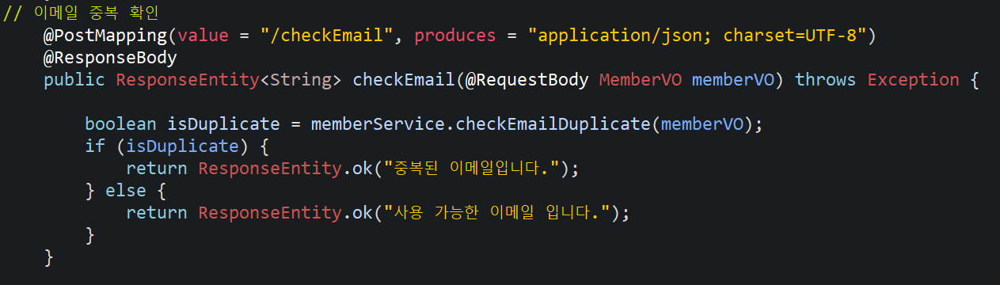 // 이메일 중복 확인
@PostMapping(value = "/checkEmail", produces = "application/json; charset=UTF-8")
@ResponseBody
public ResponseEntity<String> checkEmail(@RequestBody MemberVO memberVO) throws Exception {
boolean isDuplicate = memberService.checkEmailDuplicate(memberVO);
if (isDuplicate) {
return ResponseEntity.ok("중복된 이메일입니다.");
} else {
return ResponseEntity.ok("사용 가능한 이메일 입니다.");
}
}